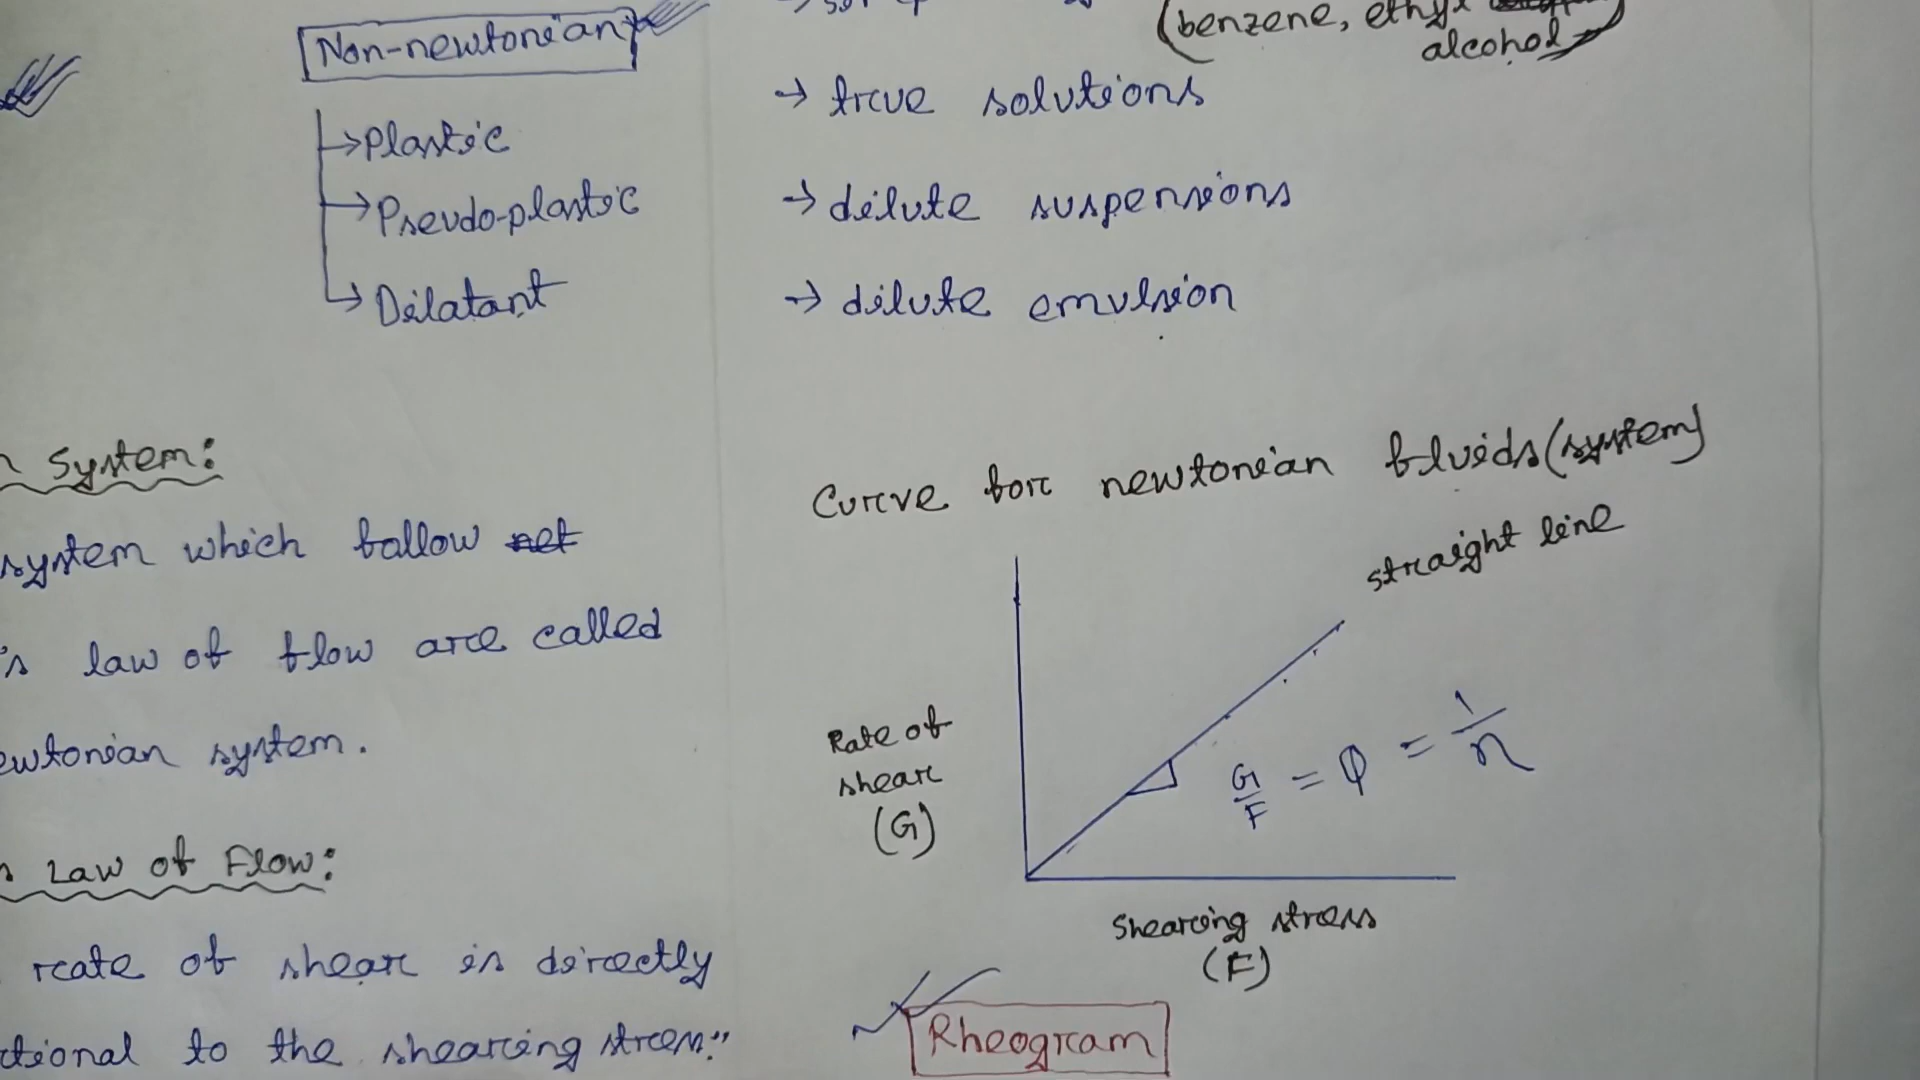 Non-newtonian
→Plastic
→Pseudo-plastic
→Dilatant
System:
system which follow
's law of flow are called
ewtonian system.
Law of Flow:
rate of shear is directly
ctional to the shearing stress."
(benzene, ethyl
alcohol)
→ true solutions
→ dilute suspensions
→ dilute emulsion
Curve for newtonian fluids (system)
straight line
Rate of
shear
(G)
G/F = φ = 1/η
Shearing stress
(F)
Rheogram